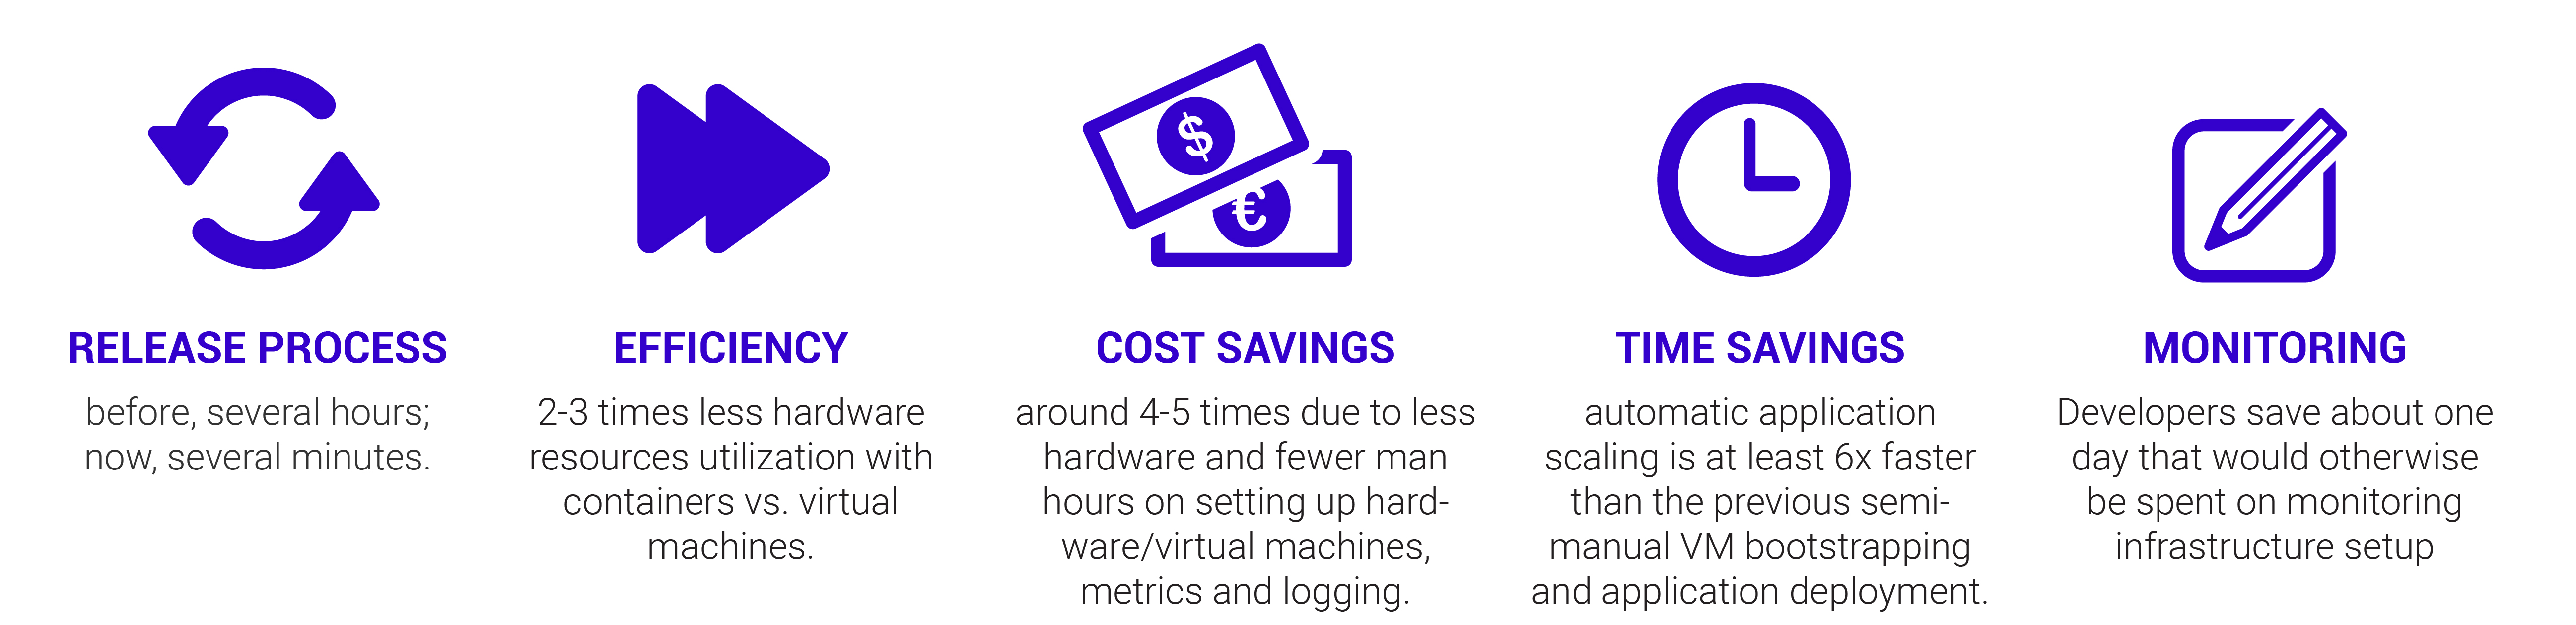 $
€
RELEASE PROCESS
before, several hours;
now, several minutes.
EFFICIENCY
2-3 times less hardware
resources utilization with
containers vs. virtual
machines.
COST SAVINGS
around 4-5 times due to less
hardware and fewer man
hours on setting up hard-
ware/virtual machines,
metrics and logging.
TIME SAVINGS
automatic application
scaling is at least 6x faster
than the previous semi-
manual VM bootstrapping
and application deployment.
MONITORING
Developers save about one
day that would otherwise
be spent on monitoring
infrastructure setup